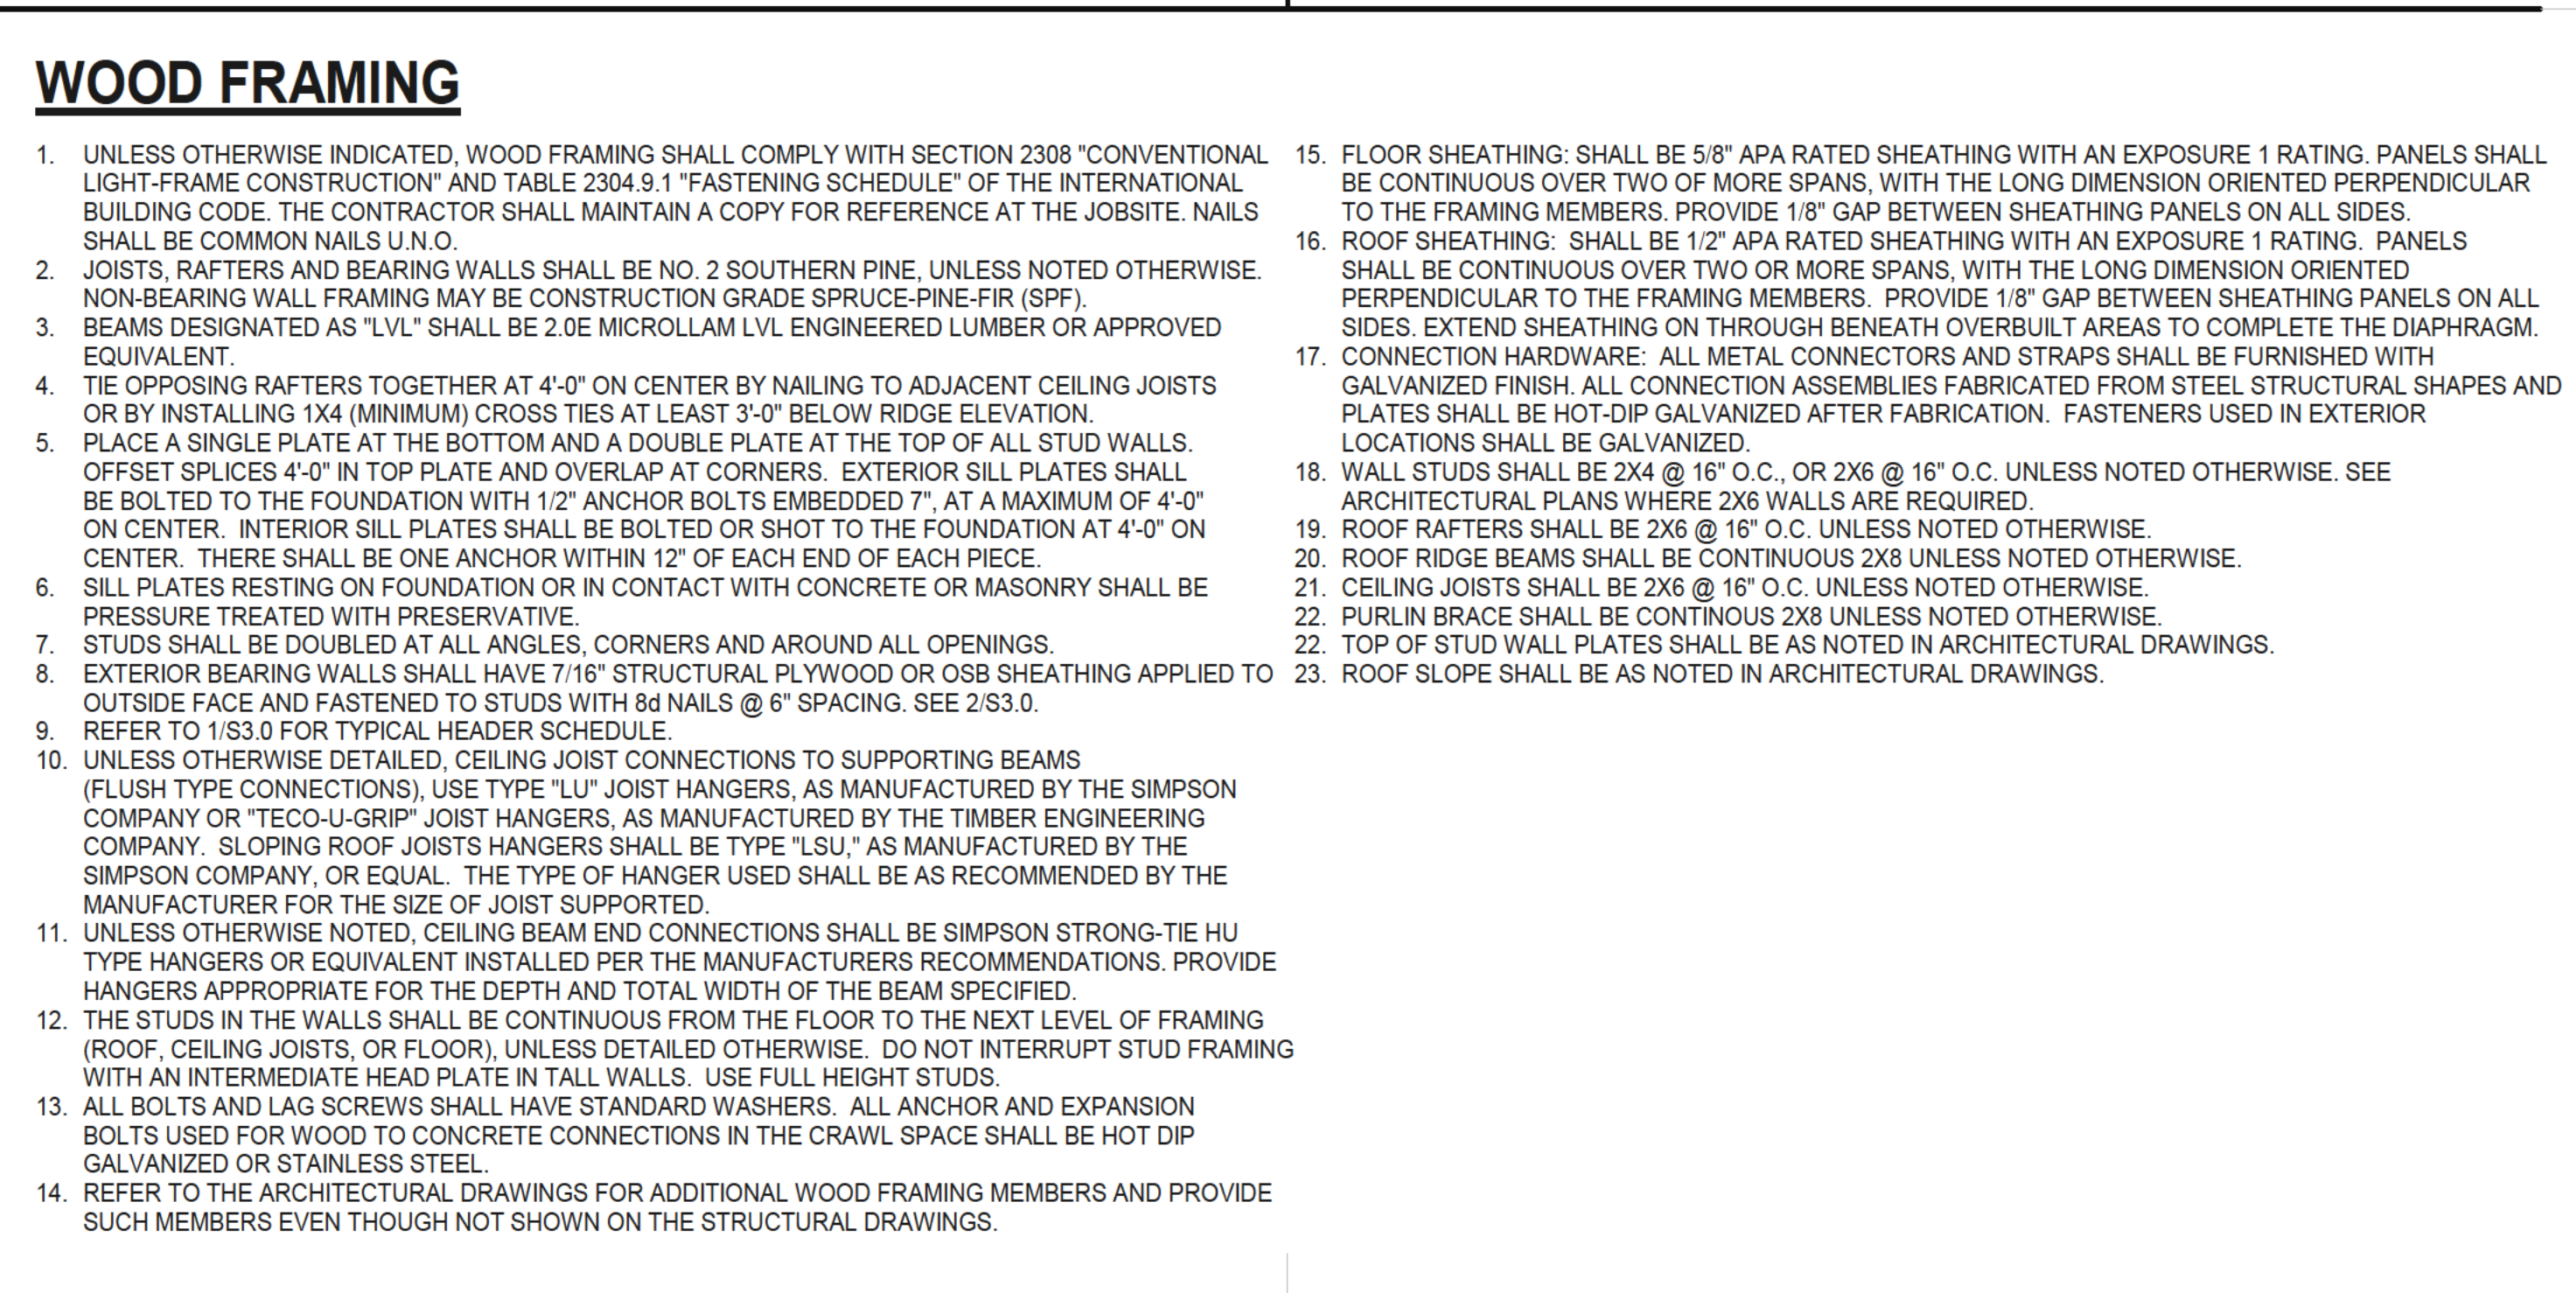 WOOD FRAMING
1. UNLESS OTHERWISE INDICATED, WOOD FRAMING SHALL COMPLY WITH SECTION 2308 "CONVENTIONAL
LIGHT-FRAME CONSTRUCTION" AND TABLE 2304.9.1 "FASTENING SCHEDULE" OF THE INTERNATIONAL
BUILDING CODE. THE CONTRACTOR SHALL MAINTAIN A COPY FOR REFERENCE AT THE JOBSITE. NAILS
SHALL BE COMMON NAILS U.N.O.
2. JOISTS, RAFTERS AND BEARING WALLS SHALL BE NO. 2 SOUTHERN PINE, UNLESS NOTED OTHERWISE.
NON-BEARING WALL FRAMING MAY BE CONSTRUCTION GRADE SPRUCE-PINE-FIR (SPF).
3. BEAMS DESIGNATED AS "LVL" SHALL BE 2.0E MICROLLAM LVL ENGINEERED LUMBER OR APPROVED
EQUIVALENT.
4. TIE OPPOSING RAFTERS TOGETHER AT 4'-0" ON CENTER BY NAILING TO ADJACENT CEILING JOISTS
OR BY INSTALLING 1X4 (MINIMUM) CROSS TIES AT LEAST 3'-0" BELOW RIDGE ELEVATION.
5. PLACE A SINGLE PLATE AT THE BOTTOM AND A DOUBLE PLATE AT THE TOP OF ALL STUD WALLS.
OFFSET SPLICES 4'-0" IN TOP PLATE AND OVERLAP AT CORNERS. EXTERIOR SILL PLATES SHALL
BE BOLTED TO THE FOUNDATION WITH 1/2" ANCHOR BOLTS EMBEDDED 7", AT A MAXIMUM OF 4'-0"
ON CENTER. INTERIOR SILL PLATES SHALL BE BOLTED OR SHOT TO THE FOUNDATION AT 4'-0" ON
CENTER. THERE SHALL BE ONE ANCHOR WITHIN 12" OF EACH END OF EACH PIECE.
6. SILL PLATES RESTING ON FOUNDATION OR IN CONTACT WITH CONCRETE OR MASONRY SHALL BE
PRESSURE TREATED WITH PRESERVATIVE.
7. STUDS SHALL BE DOUBLED AT ALL ANGLES, CORNERS AND AROUND ALL OPENINGS.
8. EXTERIOR BEARING WALLS SHALL HAVE 7/16" STRUCTURAL PLYWOOD OR OSB SHEATHING APPLIED TO
OUTSIDE FACE AND FASTENED TO STUDS WITH 8d NAILS @ 6" SPACING. SEE 2/S3.0.
9. REFER TO 1/S3.0 FOR TYPICAL HEADER SCHEDULE.
10. UNLESS OTHERWISE DETAILED, CEILING JOIST CONNECTIONS TO SUPPORTING BEAMS
(FLUSH TYPE CONNECTIONS), USE TYPE "LU" JOIST HANGERS, AS MANUFACTURED BY THE SIMPSON
COMPANY OR "TECO-U-GRIP" JOIST HANGERS, AS MANUFACTURED BY THE TIMBER ENGINEERING
COMPANY. SLOPING ROOF JOISTS HANGERS SHALL BE TYPE "LSU," AS MANUFACTURED BY THE
SIMPSON COMPANY, OR EQUAL. THE TYPE OF HANGER USED SHALL BE AS RECOMMENDED BY THE
MANUFACTURER FOR THE SIZE OF JOIST SUPPORTED.
11. UNLESS OTHERWISE NOTED, CEILING BEAM END CONNECTIONS SHALL BE SIMPSON STRONG-TIE HU
TYPE HANGERS OR EQUIVALENT INSTALLED PER THE MANUFACTURERS RECOMMENDATIONS. PROVIDE
HANGERS APPROPRIATE FOR THE DEPTH AND TOTAL WIDTH OF THE BEAM SPECIFIED.
12. THE STUDS IN THE WALLS SHALL BE CONTINUOUS FROM THE FLOOR TO THE NEXT LEVEL OF FRAMING
(ROOF, CEILING JOISTS, OR FLOOR), UNLESS DETAILED OTHERWISE. DO NOT INTERRUPT STUD FRAMING
WITH AN INTERMEDIATE HEAD PLATE IN TALL WALLS. USE FULL HEIGHT STUDS.
13. ALL BOLTS AND LAG SCREWS SHALL HAVE STANDARD WASHERS. ALL ANCHOR AND EXPANSION
BOLTS USED FOR WOOD TO CONCRETE CONNECTIONS IN THE CRAWL SPACE SHALL BE HOT DIP
GALVANIZED OR STAINLESS STEEL.
14. REFER TO THE ARCHITECTURAL DRAWINGS FOR ADDITIONAL WOOD FRAMING MEMBERS AND PROVIDE
SUCH MEMBERS EVEN THOUGH NOT SHOWN ON THE STRUCTURAL DRAWINGS.
15. FLOOR SHEATHING: SHALL BE 5/8" APA RATED SHEATHING WITH AN EXPOSURE 1 RATING. PANELS SHALL
BE CONTINUOUS OVER TWO OF MORE SPANS, WITH THE LONG DIMENSION ORIENTED PERPENDICULAR
TO THE FRAMING MEMBERS. PROVIDE 1/8" GAP BETWEEN SHEATHING PANELS ON ALL SIDES.
16. ROOF SHEATHING: SHALL BE 1/2" APA RATED SHEATHING WITH AN EXPOSURE 1 RATING. PANELS
SHALL BE CONTINUOUS OVER TWO OR MORE SPANS, WITH THE LONG DIMENSION ORIENTED
PERPENDICULAR TO THE FRAMING MEMBERS. PROVIDE 1/8" GAP BETWEEN SHEATHING PANELS ON ALL
SIDES. EXTEND SHEATHING ON THROUGH BENEATH OVERBUILT AREAS TO COMPLETE THE DIAPHRAGM.
17. CONNECTION HARDWARE: ALL METAL CONNECTORS AND STRAPS SHALL BE FURNISHED WITH
GALVANIZED FINISH. ALL CONNECTION ASSEMBLIES FABRICATED FROM STEEL STRUCTURAL SHAPES AND
PLATES SHALL BE HOT-DIP GALVANIZED AFTER FABRICATION. FASTENERS USED IN EXTERIOR
LOCATIONS SHALL BE GALVANIZED.
18. WALL STUDS SHALL BE 2X4 @ 16" O.C., OR 2X6 @ 16" O.C. UNLESS NOTED OTHERWISE. SEE
ARCHITECTURAL PLANS WHERE 2X6 WALLS ARE REQUIRED.
19. ROOF RAFTERS SHALL BE 2X6 @ 16" O.C. UNLESS NOTED OTHERWISE.
20. ROOF RIDGE BEAMS SHALL BE CONTINUOUS 2X8 UNLESS NOTED OTHERWISE.
21. CEILING JOISTS SHALL BE 2X6 @ 16" O.C. UNLESS NOTED OTHERWISE.
22. PURLIN BRACE SHALL BE CONTINOUS 2X8 UNLESS NOTED OTHERWISE.
22. TOP OF STUD WALL PLATES SHALL BE AS NOTED IN ARCHITECTURAL DRAWINGS.
23. ROOF SLOPE SHALL BE AS NOTED IN ARCHITECTURAL DRAWINGS.